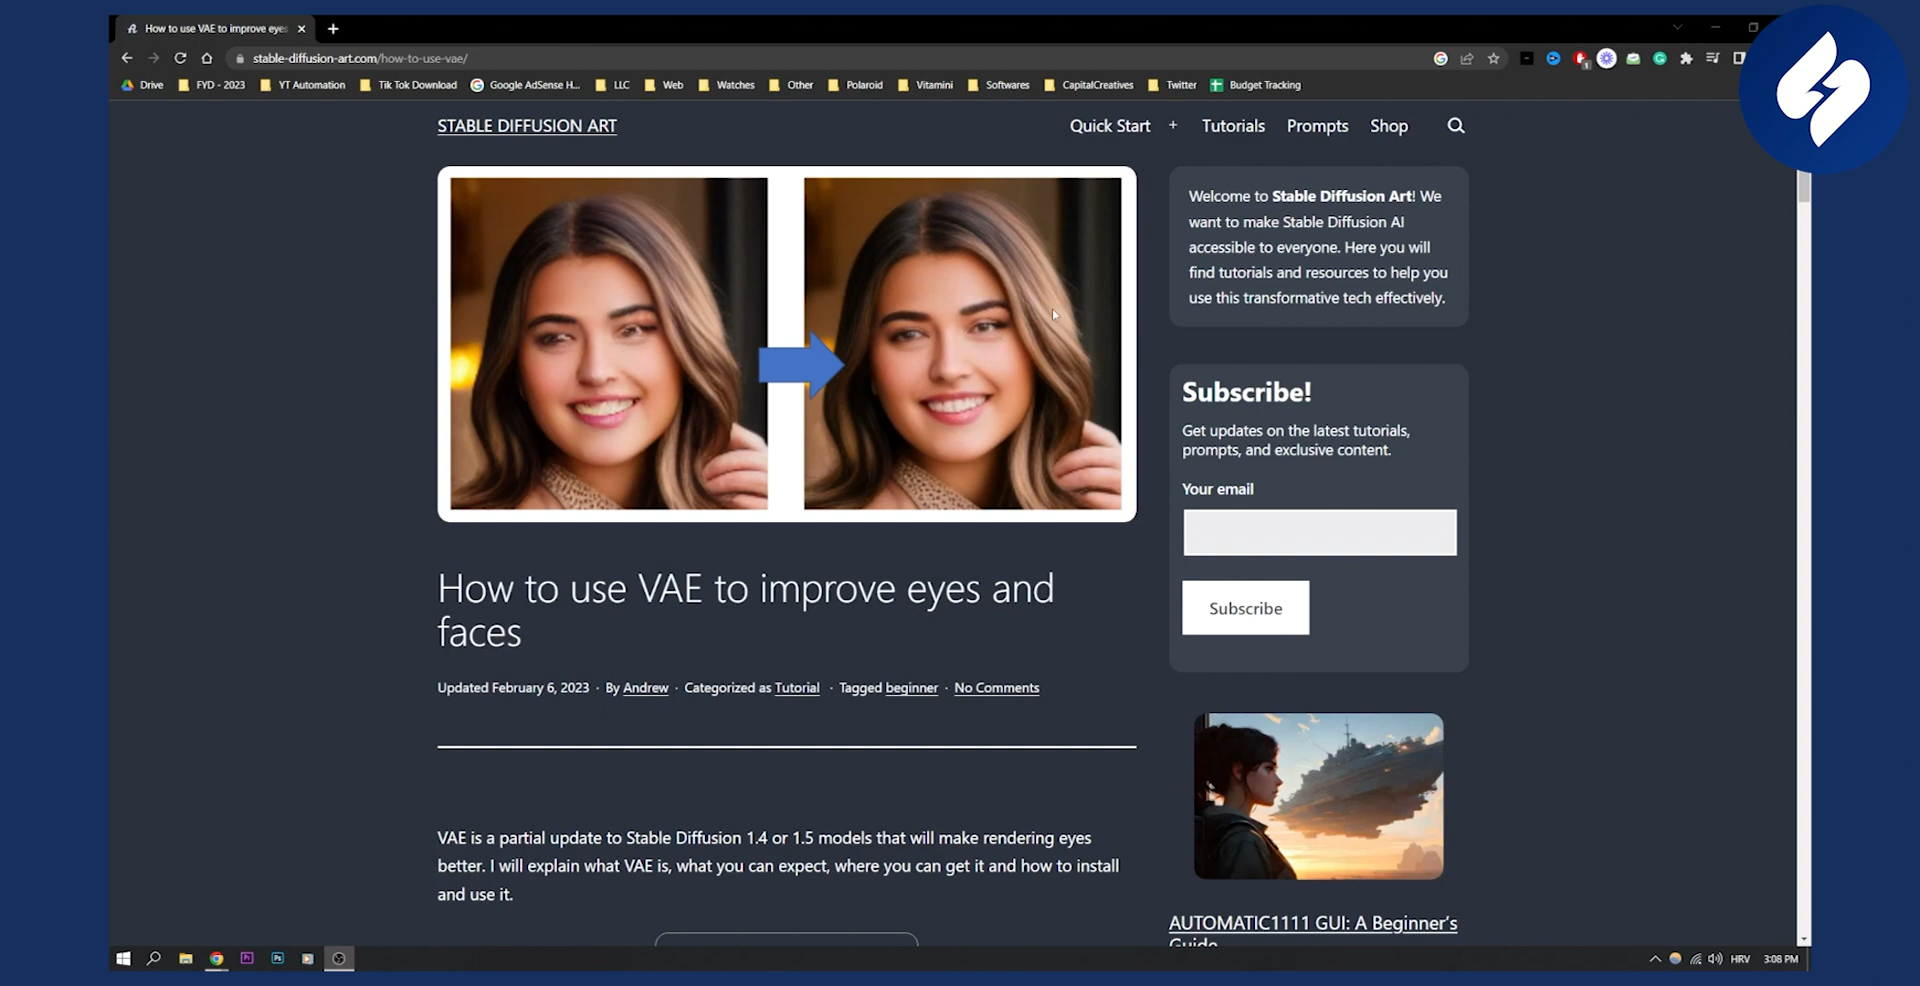 How to use VAE to improve eyes
stable-diffusion-art.com/how-to-use-vae/
1
Drive FYD - 2023 YT Automation Tik Tok Download Google AdSense H... LLC Web Watches Other Polaroid Vitamini Softwares CapitalCreatives Twitter Budget Tracking
STABLE DIFFUSION ART
Quick Start + Tutorials Prompts Shop
Welcome to Stable Diffusion Art! We
want to make Stable Diffusion AI
accessible to everyone. Here you will
find tutorials and resources to help you
use this transformative tech effectively.
Subscribe!
Get updates on the latest tutorials,
prompts, and exclusive content.
Your email
Subscribe
How to use VAE to improve eyes and
faces
Updated February 6, 2023 · By Andrew · Categorized as Tutorial · Tagged beginner · No Comments
VAE is a partial update to Stable Diffusion 1.4 or 1.5 models that will make rendering eyes
better. I will explain what VAE is, what you can expect, where you can get it and how to install
and use it.
AUTOMATIC1111 GUI: A Beginner's
Guide
Pr Ps
HRV 3:08 PM